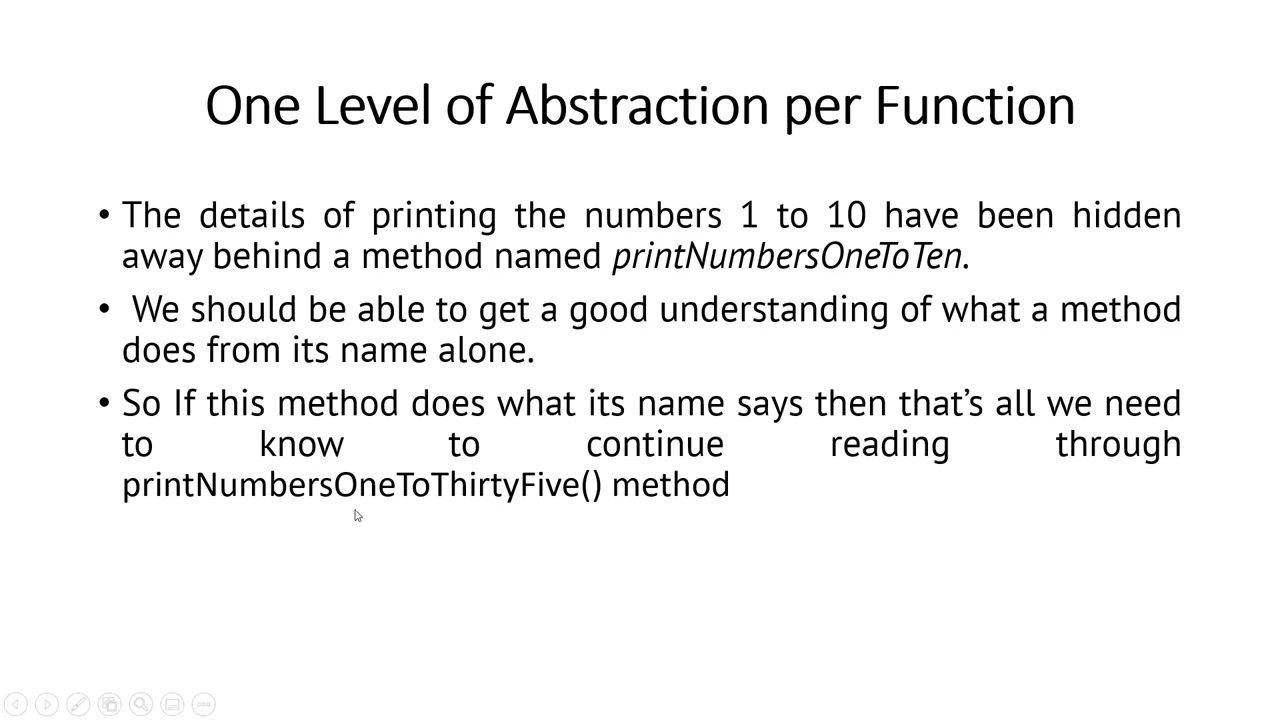 One Level of Abstraction per Function
• The details of printing the numbers 1 to 10 have been hidden
away behind a method named printNumbersOneToTen.
• We should be able to get a good understanding of what a method
does from its name alone.
• So If this method does what its name says then that’s all we need
to know to continue reading through
printNumbersOneToThirtyFive() method